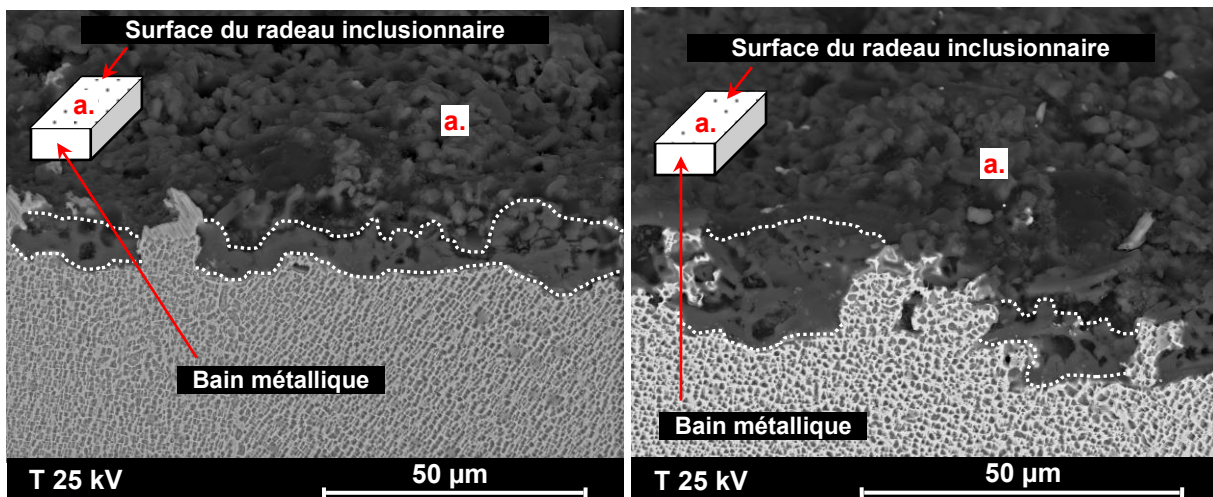 Surface du radeau inclusionnaire
a.
a.
Bain métallique
T 25 kV
50 µm
Surface du radeau inclusionnaire
a.
a.
Bain métallique
T 25 kV
50 µm